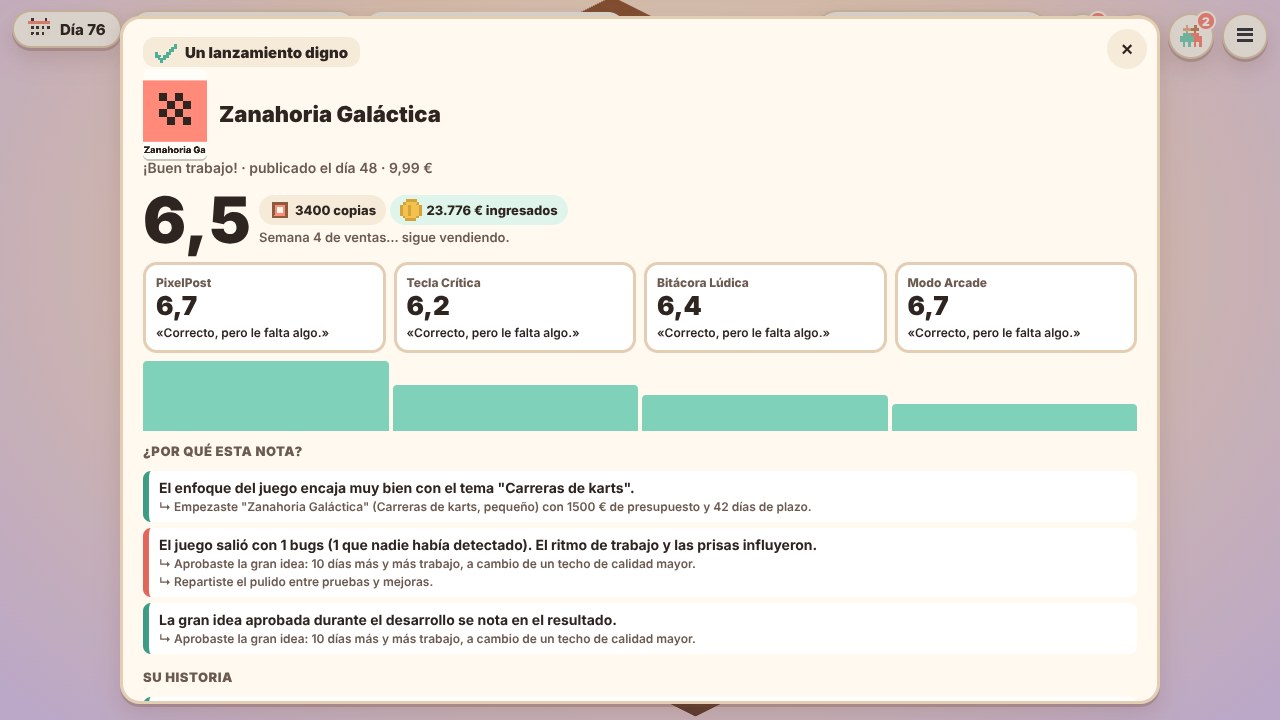 Día 76
2
Un lanzamiento digno
×
Zanahoria Ga
Zanahoria Galáctica
¡Buen trabajo! · publicado el día 48 · 9,99 €
6,5
3400 copias
23.776 € ingresados
Semana 4 de ventas... sigue vendiendo.
PixelPost
6,7
«Correcto, pero le falta algo.»
Tecla Crítica
6,2
«Correcto, pero le falta algo.»
Bitácora Lúdica
6,4
«Correcto, pero le falta algo.»
Modo Arcade
6,7
«Correcto, pero le falta algo.»
¿POR QUÉ ESTA NOTA?
El enfoque del juego encaja muy bien con el tema "Carreras de karts".
↳ Empezaste "Zanahoria Galáctica" (Carreras de karts, pequeño) con 1500 € de presupuesto y 42 días de plazo.
El juego salió con 1 bugs (1 que nadie había detectado). El ritmo de trabajo y las prisas influyeron.
↳ Aprobaste la gran idea: 10 días más y más trabajo, a cambio de un techo de calidad mayor.
↳ Repartiste el pulido entre pruebas y mejoras.
La gran idea aprobada durante el desarrollo se nota en el resultado.
↳ Aprobaste la gran idea: 10 días más y más trabajo, a cambio de un techo de calidad mayor.
SU HISTORIA